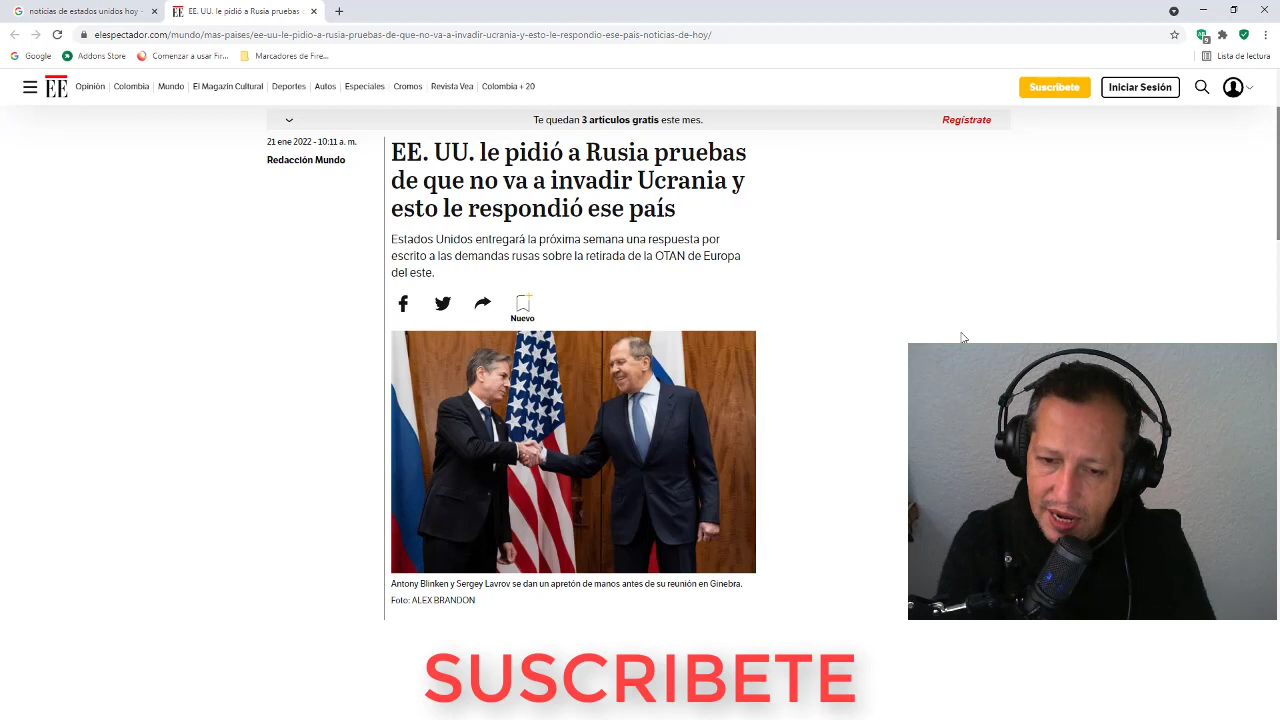 noticias de estados unidos hoy -
EE. UU. le pidió a Rusia pruebas
elespectador.com/mundo/mas-paises/ee-uu-le-pidio-a-rusia-pruebas-de-que-no-va-a-invadir-ucrania-y-esto-le-respondio-ese-pais-noticias-de-hoy/
Google Addons Store Comenzar a usar Fir... Marcadores de Fire... Lista de lectura
EE Opinión Colombia Mundo El Magazín Cultural Deportes Autos Especiales Cromos Revista Vea Colombia + 20 Suscríbete Iniciar Sesión
Te quedan 3 artículos gratis este mes. Regístrate
21 ene 2022 - 10:11 a. m.
Redacción Mundo
EE. UU. le pidió a Rusia pruebas
de que no va a invadir Ucrania y
esto le respondió ese país
Estados Unidos entregará la próxima semana una respuesta por
escrito a las demandas rusas sobre la retirada de la OTAN de Europa
del este.
Nuevo
Antony Blinken y Sergey Lavrov se dan un apretón de manos antes de su reunión en Ginebra.
Foto: ALEX BRANDON
SUSCRIBETE